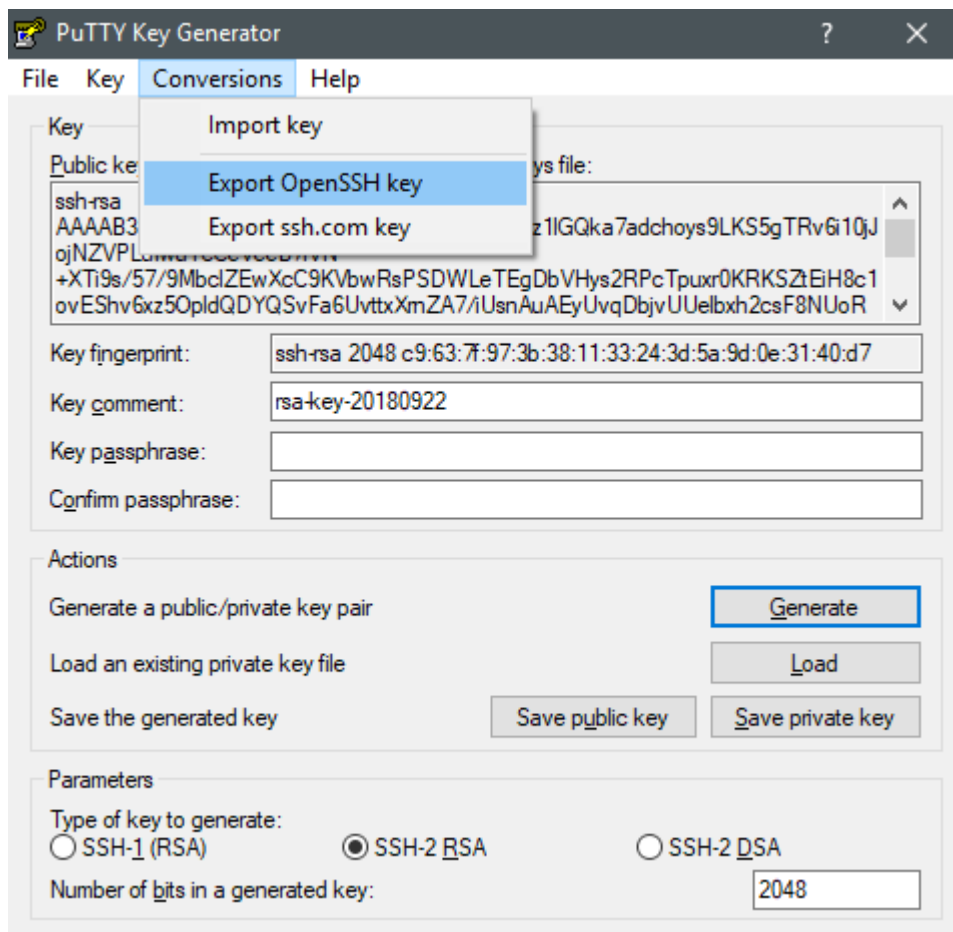 PuTTY Key Generator ? ×
File Key Conversions Help
Key
Import key
Public key ys file:
Export OpenSSH key
ssh-rsa
Export ssh.com key
AAAAB3 z1lGQka7adchoys9LKS5gTRv6i10jJ
+XTi9s/57/9MbclZEwXcC9KVbwRsPSDWLeTEgDbVHys2RPcTpuxr0KRKSZtEiH8c1
ovEShv6xz5OpldQDYQSvFa6UvttxXmZA7/iUsnAuAEyUvqDbjvUUelbxh2csF8NUoR
Key fingerprint: ssh-rsa 2048 c9:63:7f:97:3b:38:11:33:24:3d:5a:9d:0e:31:40:d7
Key comment: rsa-key-20180922
Key passphrase:
Confirm passphrase:
Actions
Generate a public/private key pair Generate
Load an existing private key file Load
Save the generated key Save public key Save private key
Parameters
Type of key to generate:
SSH-1 (RSA) SSH-2 RSA SSH-2 DSA
Number of bits in a generated key: 2048